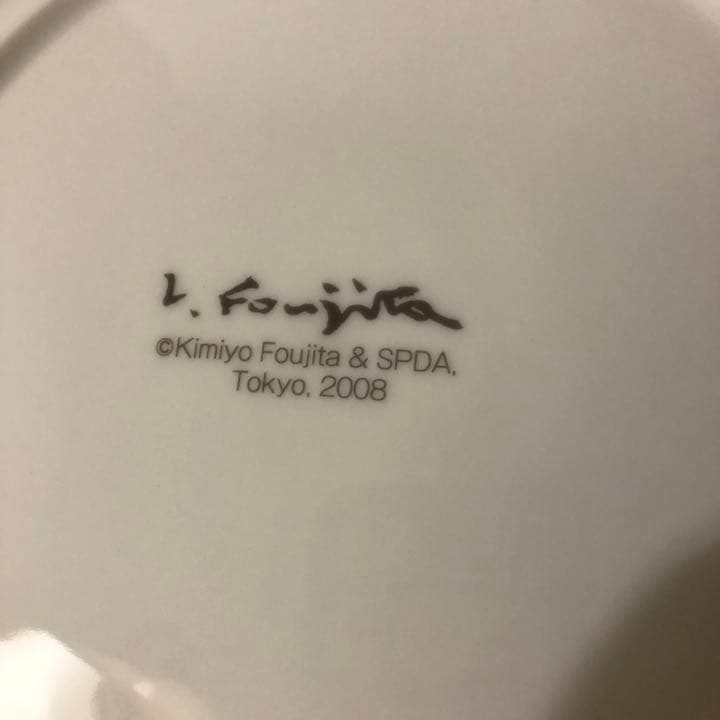 L. Foujita
©Kimiyo Foujita & SPDA,
Tokyo, 2008